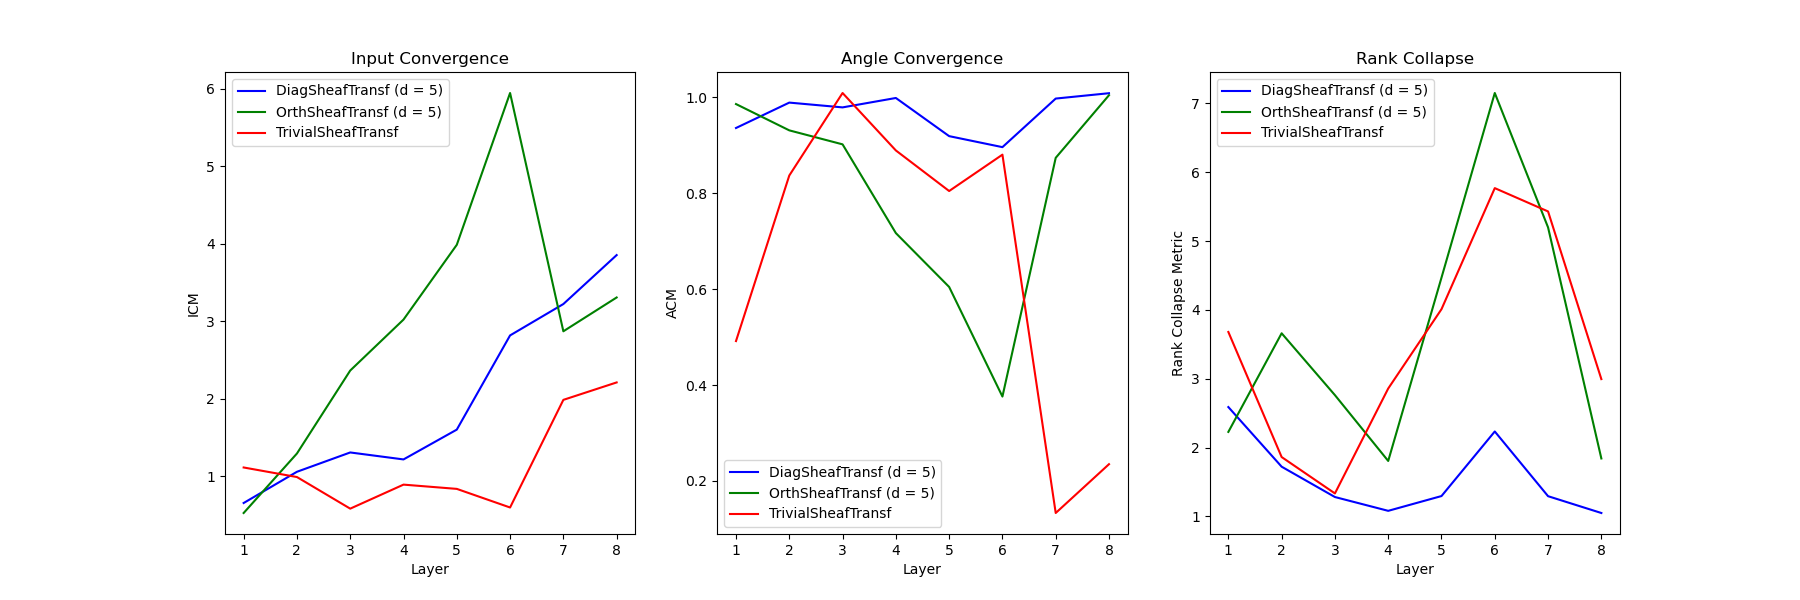 Input Convergence
DiagSheafTransf (d = 5)
OrthSheafTransf (d = 5)
TrivialSheafTransf
6
5
4
3
2
1
ICM
1 2 3 4 5 6 7 8
Layer
Angle Convergence
1.0
0.8
0.6
0.4
0.2
ACM
DiagSheafTransf (d = 5)
OrthSheafTransf (d = 5)
TrivialSheafTransf
1 2 3 4 5 6 7 8
Layer
Rank Collapse
DiagSheafTransf (d = 5)
OrthSheafTransf (d = 5)
TrivialSheafTransf
7
6
5
4
3
2
1
Rank Collapse Metric
1 2 3 4 5 6 7 8
Layer